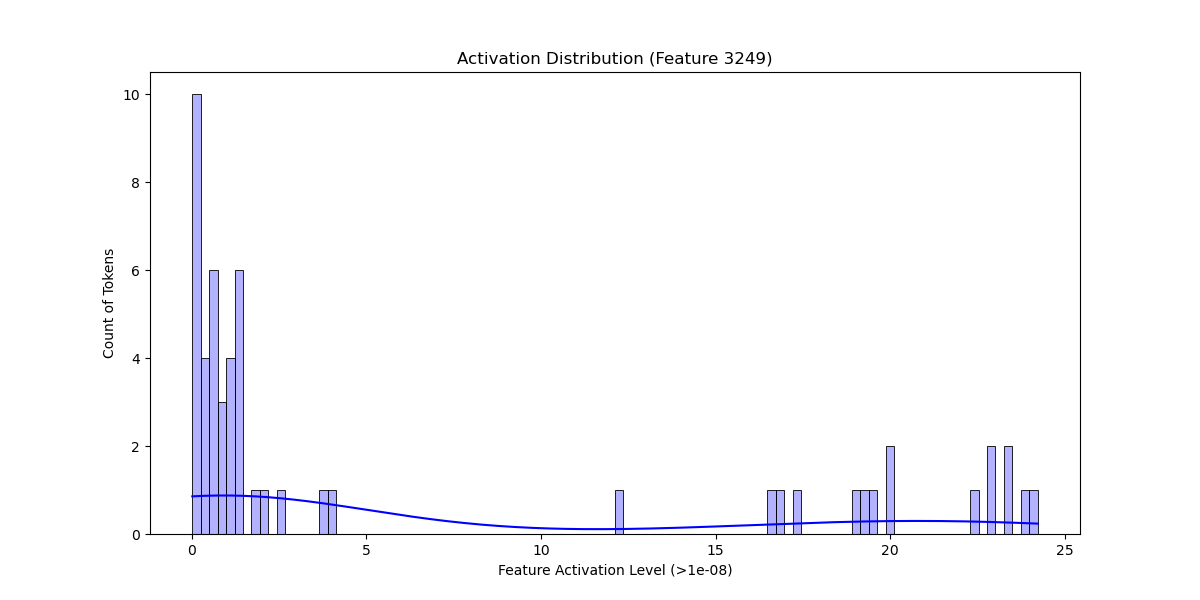 Activation Distribution (Feature 3249)
10
8
6
4
2
0
Count of Tokens
0 5 10 15 20 25
Feature Activation Level (>1e-08)